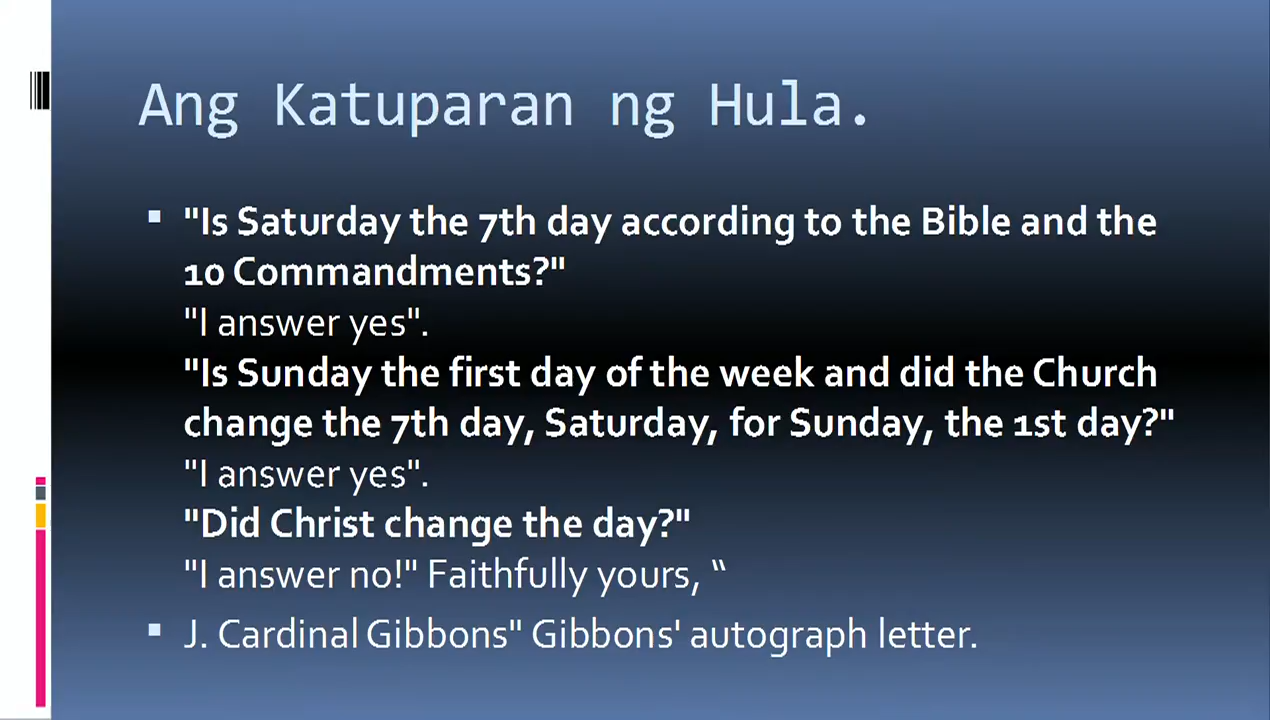 Ang Katuparan ng Hula.
"Is Saturday the 7th day according to the Bible and the
10 Commandments?"
"I answer yes".
"Is Sunday the first day of the week and did the Church
change the 7th day, Saturday, for Sunday, the 1st day?"
"I answer yes".
"Did Christ change the day?"
"I answer no!" Faithfully yours, “
J. Cardinal Gibbons" Gibbons' autograph letter.